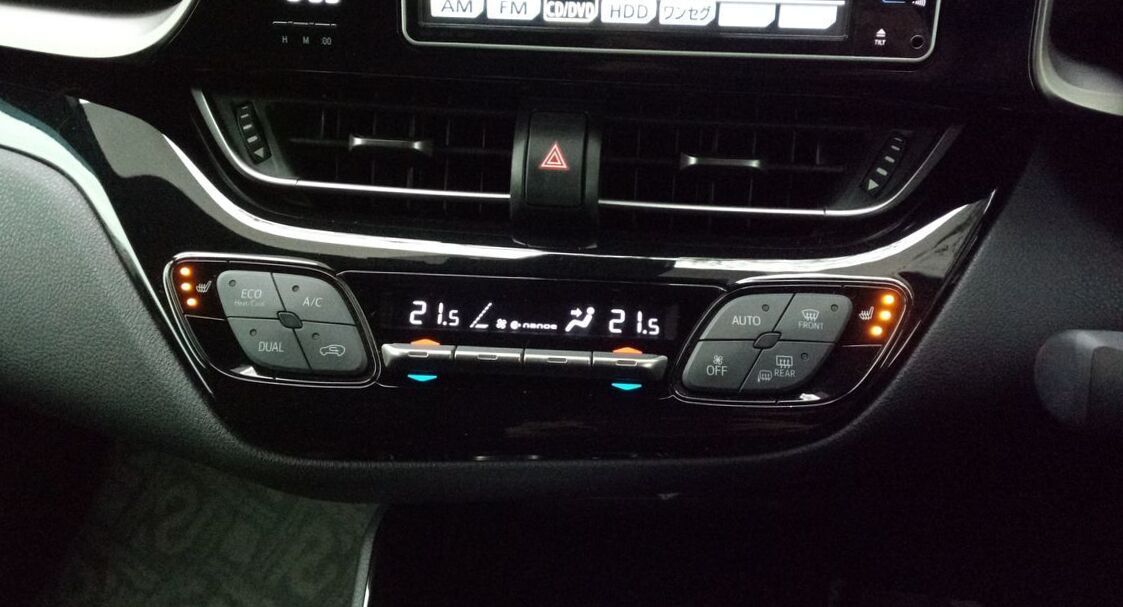 AM FM CD/DVD HDD ワンセグ
H M :00
TILT
ECO
Heat/Cool
A/C
DUAL
21.5 nanoe 21.5
AUTO
FRONT
OFF
REAR